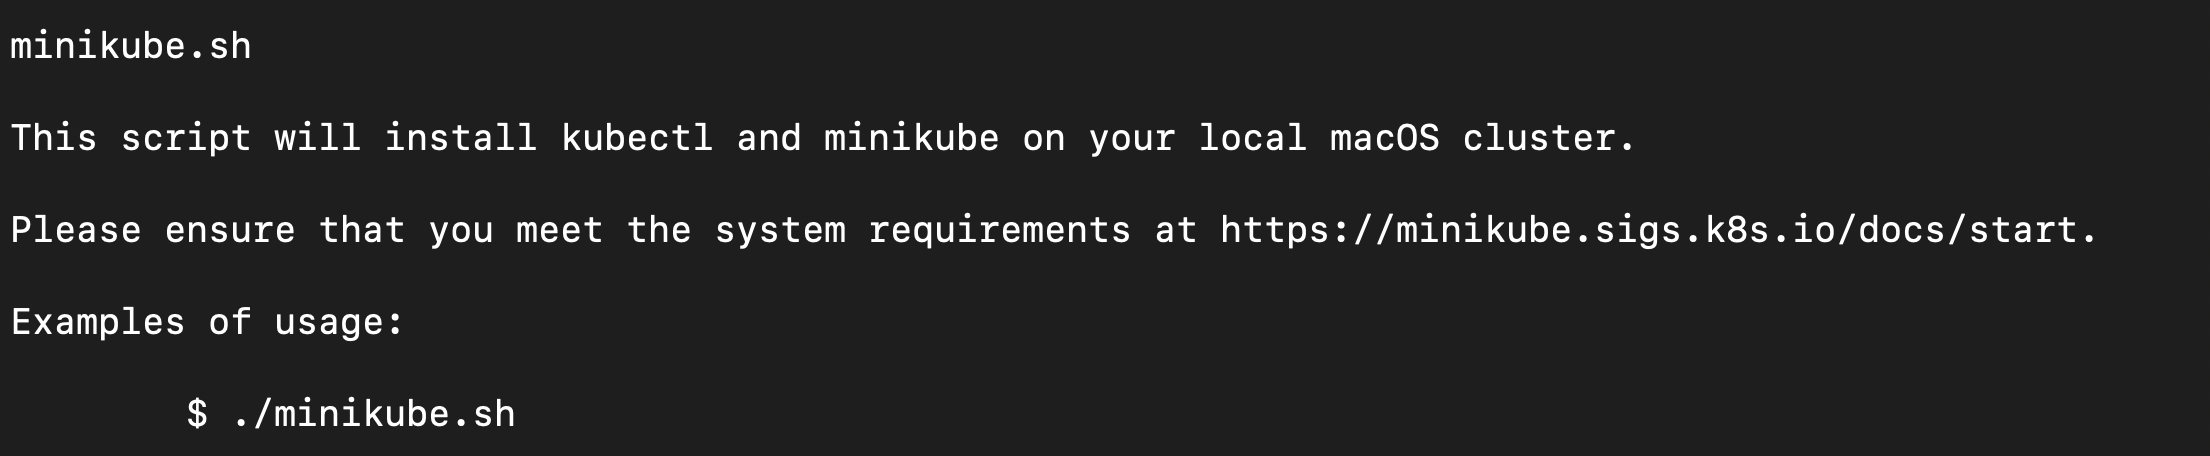 minikube.sh
This script will install kubectl and minikube on your local macOS cluster.
Please ensure that you meet the system requirements at https://minikube.sigs.k8s.io/docs/start.
Examples of usage:
$ ./minikube.sh